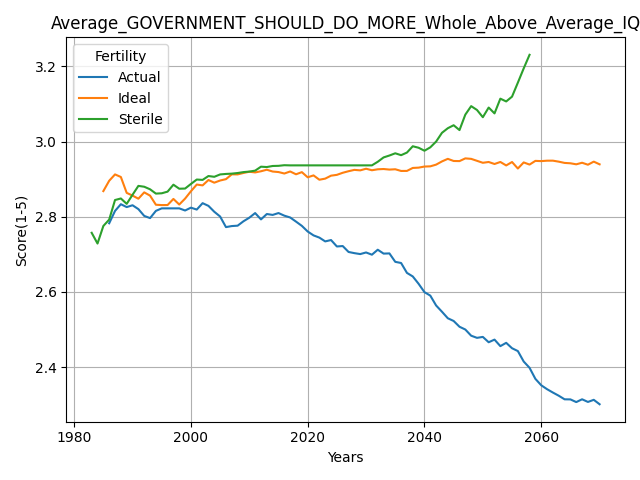 Average_GOVERNMENT_SHOULD_DO_MORE_Whole_Above_Average_IQ
Fertility
Actual
Ideal
Sterile
Score(1-5)
3.2
3.0
2.8
2.6
2.4
1980
2000
2020
2040
2060
Years